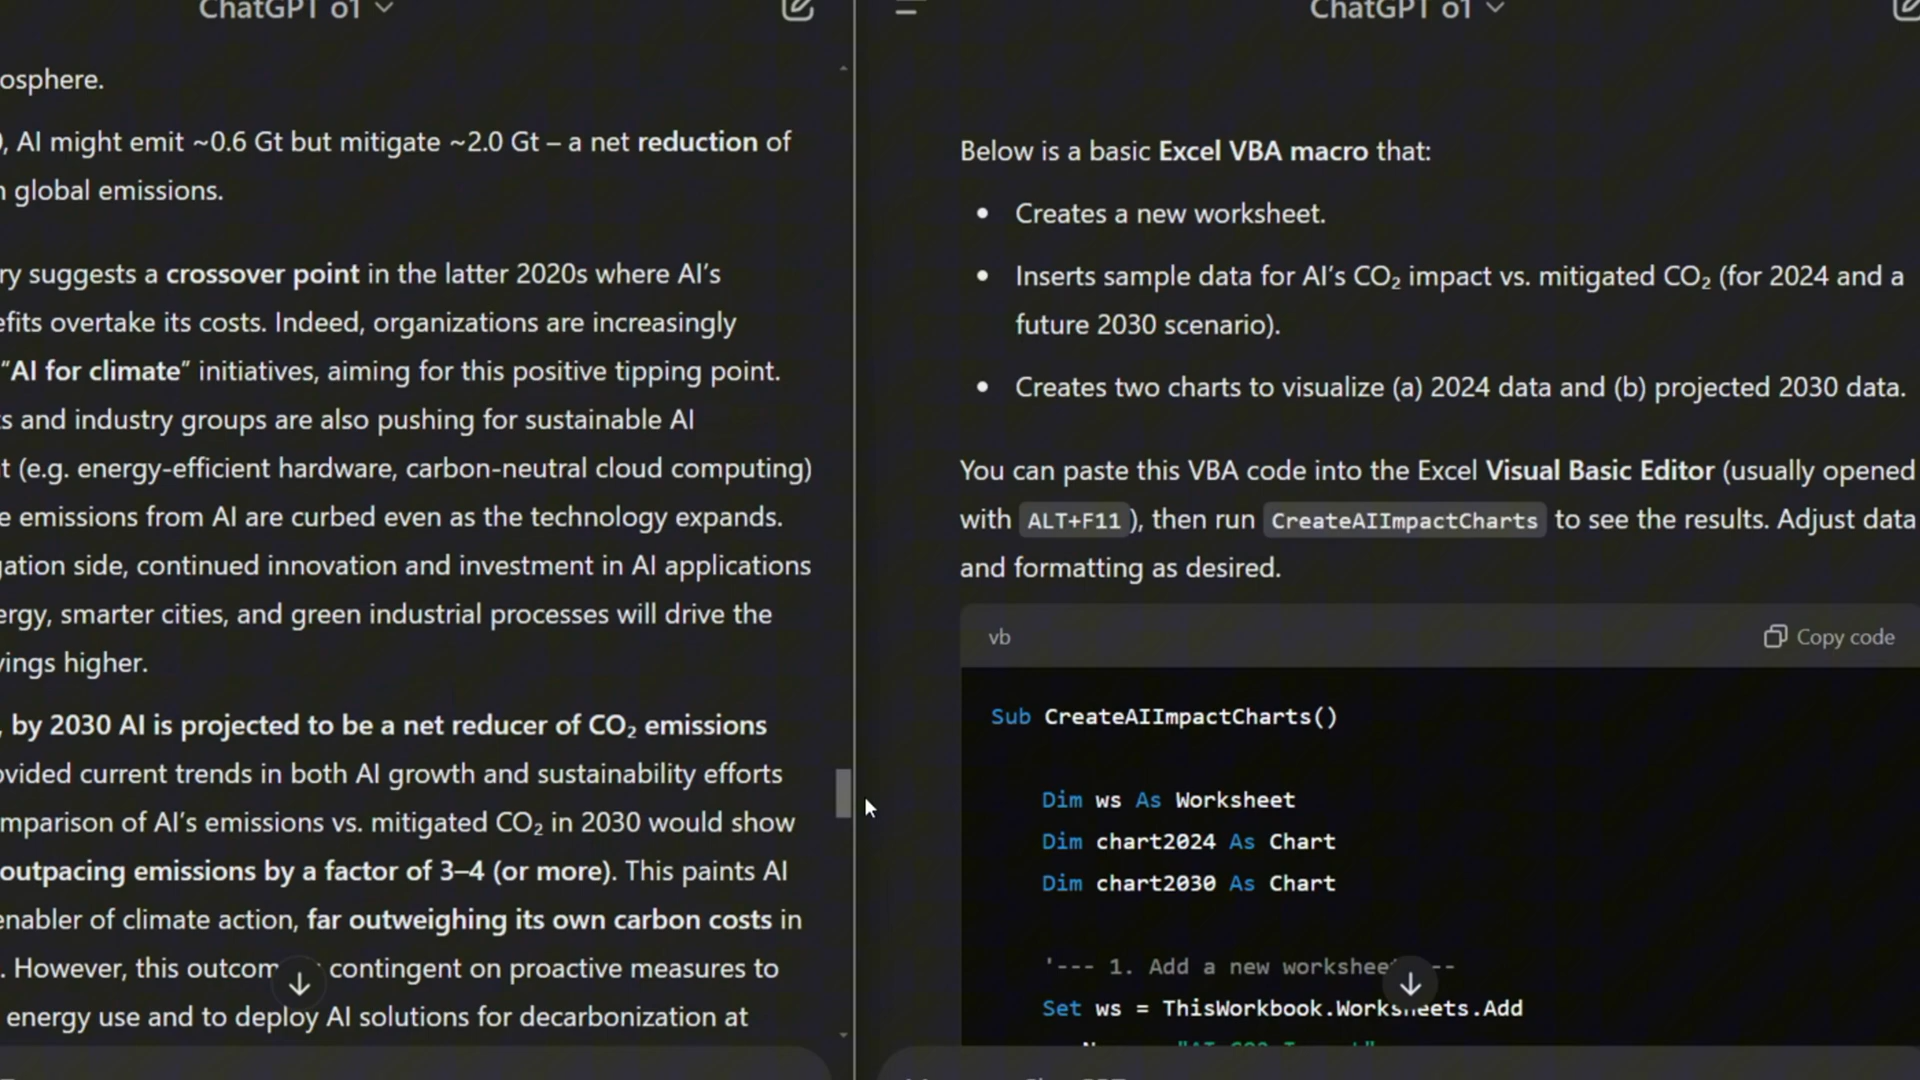 ChatGPT o1
osphere.
, AI might emit ~0.6 Gt but mitigate ~2.0 Gt – a net reduction of
global emissions.
ry suggests a crossover point in the latter 2020s where AI's
efits overtake its costs. Indeed, organizations are increasingly
"AI for climate" initiatives, aiming for this positive tipping point.
s and industry groups are also pushing for sustainable AI
t (e.g. energy-efficient hardware, carbon-neutral cloud computing)
e emissions from AI are curbed even as the technology expands.
gation side, continued innovation and investment in AI applications
ergy, smarter cities, and green industrial processes will drive the
vings higher.
, by 2030 AI is projected to be a net reducer of CO₂ emissions
ovided current trends in both AI growth and sustainability efforts
mparison of AI's emissions vs. mitigated CO₂ in 2030 would show
outpacing emissions by a factor of 3–4 (or more). This paints AI
enabler of climate action, far outweighing its own carbon costs in
. However, this outcom contingent on proactive measures to
energy use and to deploy AI solutions for decarbonization at
ChatGPT o1
Below is a basic Excel VBA macro that:
• Creates a new worksheet.
• Inserts sample data for AI's CO₂ impact vs. mitigated CO₂ (for 2024 and a
future 2030 scenario).
• Creates two charts to visualize (a) 2024 data and (b) projected 2030 data.
You can paste this VBA code into the Excel Visual Basic Editor (usually opened
with ALT+F11), then run CreateAIImpactCharts to see the results. Adjust data
and formatting as desired.
vb
Copy code
Sub CreateAIImpactCharts()
Dim ws As Worksheet
Dim chart2024 As Chart
Dim chart2030 As Chart
'--- 1. Add a new worksheet --
Set ws = ThisWorkbook.Worksheets.Add